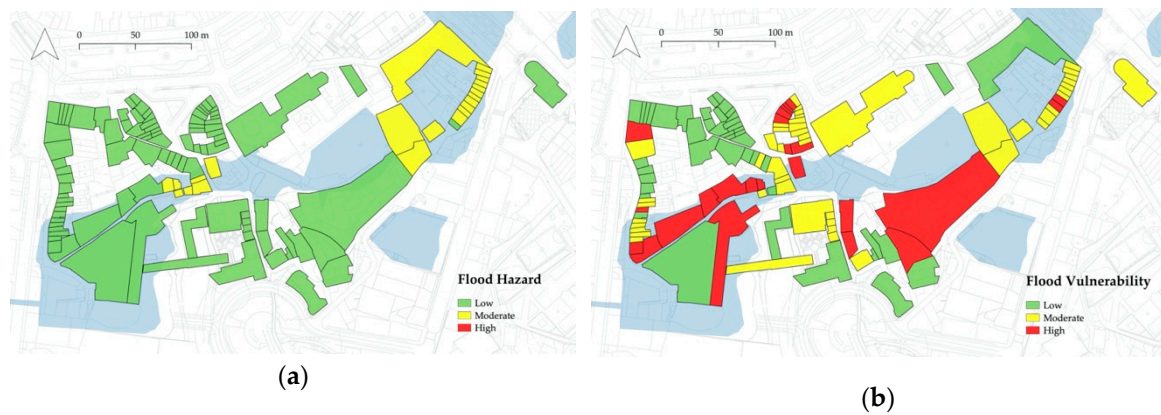 0 50 100 m
Flood Hazard
Low
Moderate
High
(a)
0 50 100 m
Flood Vulnerability
Low
Moderate
High
(b)